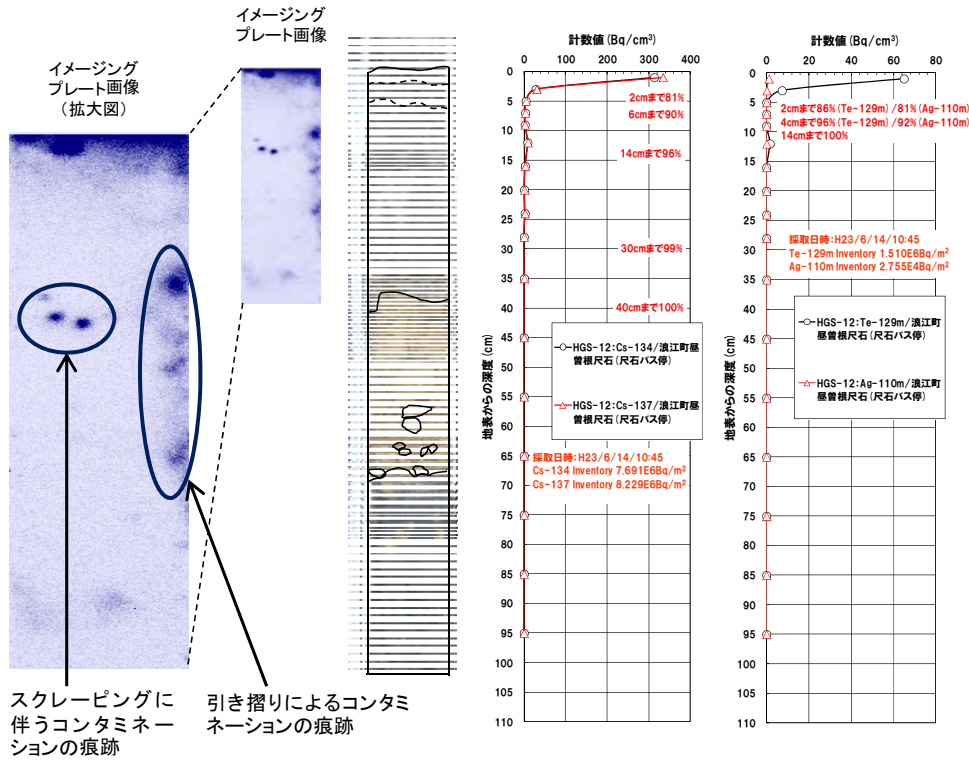 イメージング
プレート画像
（拡大図）
イメージング
プレート画像
スクレーピングに
伴うコンタミネー
ションの痕跡
引き摺りによるコンタミ
ネーションの痕跡
計数値（Bq/cm³）
0 100 200 300 400
地表からの深度(cm)
0
5
10
15
20
25
30
35
40
45
50
55
60
65
70
75
80
85
90
95
100
105
110
2cmまで81%
6cmまで90%
14cmまで96%
30cmまで99%
40cmまで100%
HGS-12:Cs-134/浪江町昼
曽根尺石(尺石バス停)
HGS-12:Cs-137/浪江町昼
曽根尺石(尺石バス停)
採取日時：H23/6/14/10:45
Cs-134 Inventory 7.691E6Bq/m²
Cs-137 Inventory 8.229E6Bq/m²
計数値（Bq/cm³）
0 20 40 60 80
地表からの深度(cm)
0
5
10
15
20
25
30
35
40
45
50
55
60
65
70
75
80
85
90
95
100
105
110
2cmまで86%(Te-129m)/81%(Ag-110m)
4cmまで96%(Te-129m)/92%(Ag-110m)
14cmまで100%
採取日時：H23/6/14/10:45
Te-129m Inventory 1.510E6Bq/m²
Ag-110m Inventory 2.755E4Bq/m²
HGS-12:Te-129m/浪江町
昼曽根尺石(尺石バス停)
HGS-12:Ag-110m/浪江町
昼曽根尺石(尺石バス停)